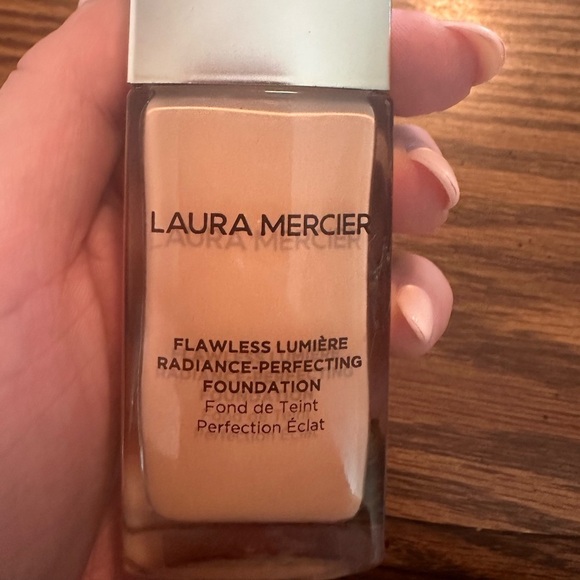 LAURA MERCIER
FLAWLESS LUMIÈRE
RADIANCE-PERFECTING
FOUNDATION
Fond de Teint
Perfection Éclat